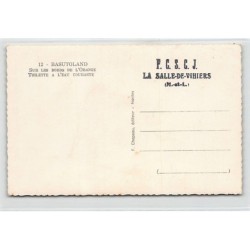 12 - BASUTOLAND
SUR LES BORDS DE L'ORANGE
TOILETTE A L'EAU COURANTE
P. C. S. C. J.
LA SALLE-DE-VIHIERS
(M.-et-L.)